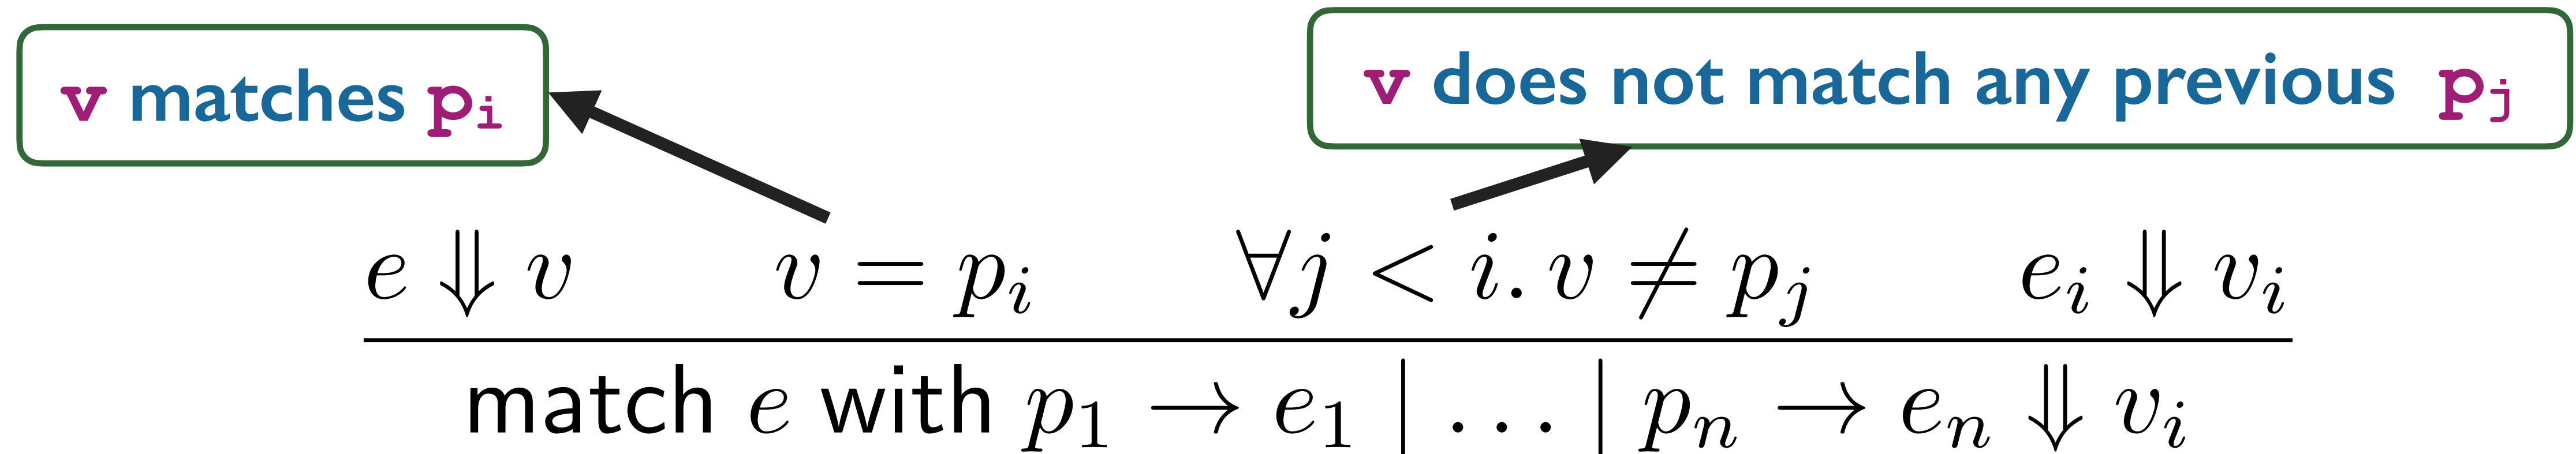 v matches pᵢ
v does not match any previous pⱼ
e ⇓ v    v = pᵢ    ∀j < i. v ≠ pⱼ    eᵢ ⇓ vᵢ
match e with p₁ → e₁ | . . . | pₙ → eₙ ⇓ vᵢ